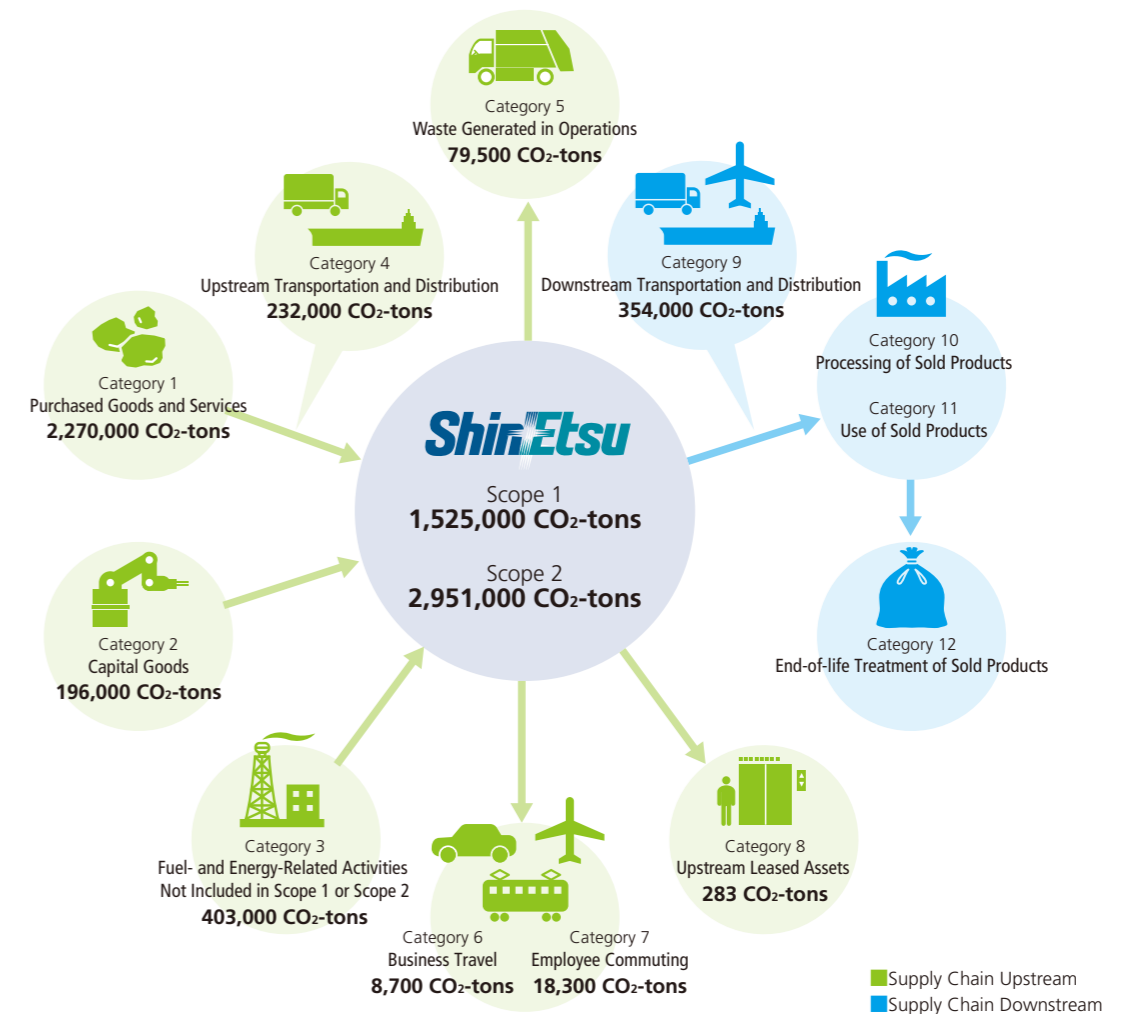 Category 5
Waste Generated in Operations
79,500 CO₂-tons
Category 4
Upstream Transportation and Distribution
232,000 CO₂-tons
Category 9
Downstream Transportation and Distribution
354,000 CO₂-tons
Category 10
Processing of Sold Products
Category 11
Use of Sold Products
Category 1
Purchased Goods and Services
2,270,000 CO₂-tons
ShinEtsu
Scope 1
1,525,000 CO₂-tons
Scope 2
2,951,000 CO₂-tons
Category 2
Capital Goods
196,000 CO₂-tons
Category 12
End-of-life Treatment of Sold Products
Category 3
Fuel- and Energy-Related Activities
Not Included in Scope 1 or Scope 2
403,000 CO₂-tons
Category 6
Business Travel
8,700 CO₂-tons
Category 7
Employee Commuting
18,300 CO₂-tons
Category 8
Upstream Leased Assets
283 CO₂-tons
Supply Chain Upstream
Supply Chain Downstream